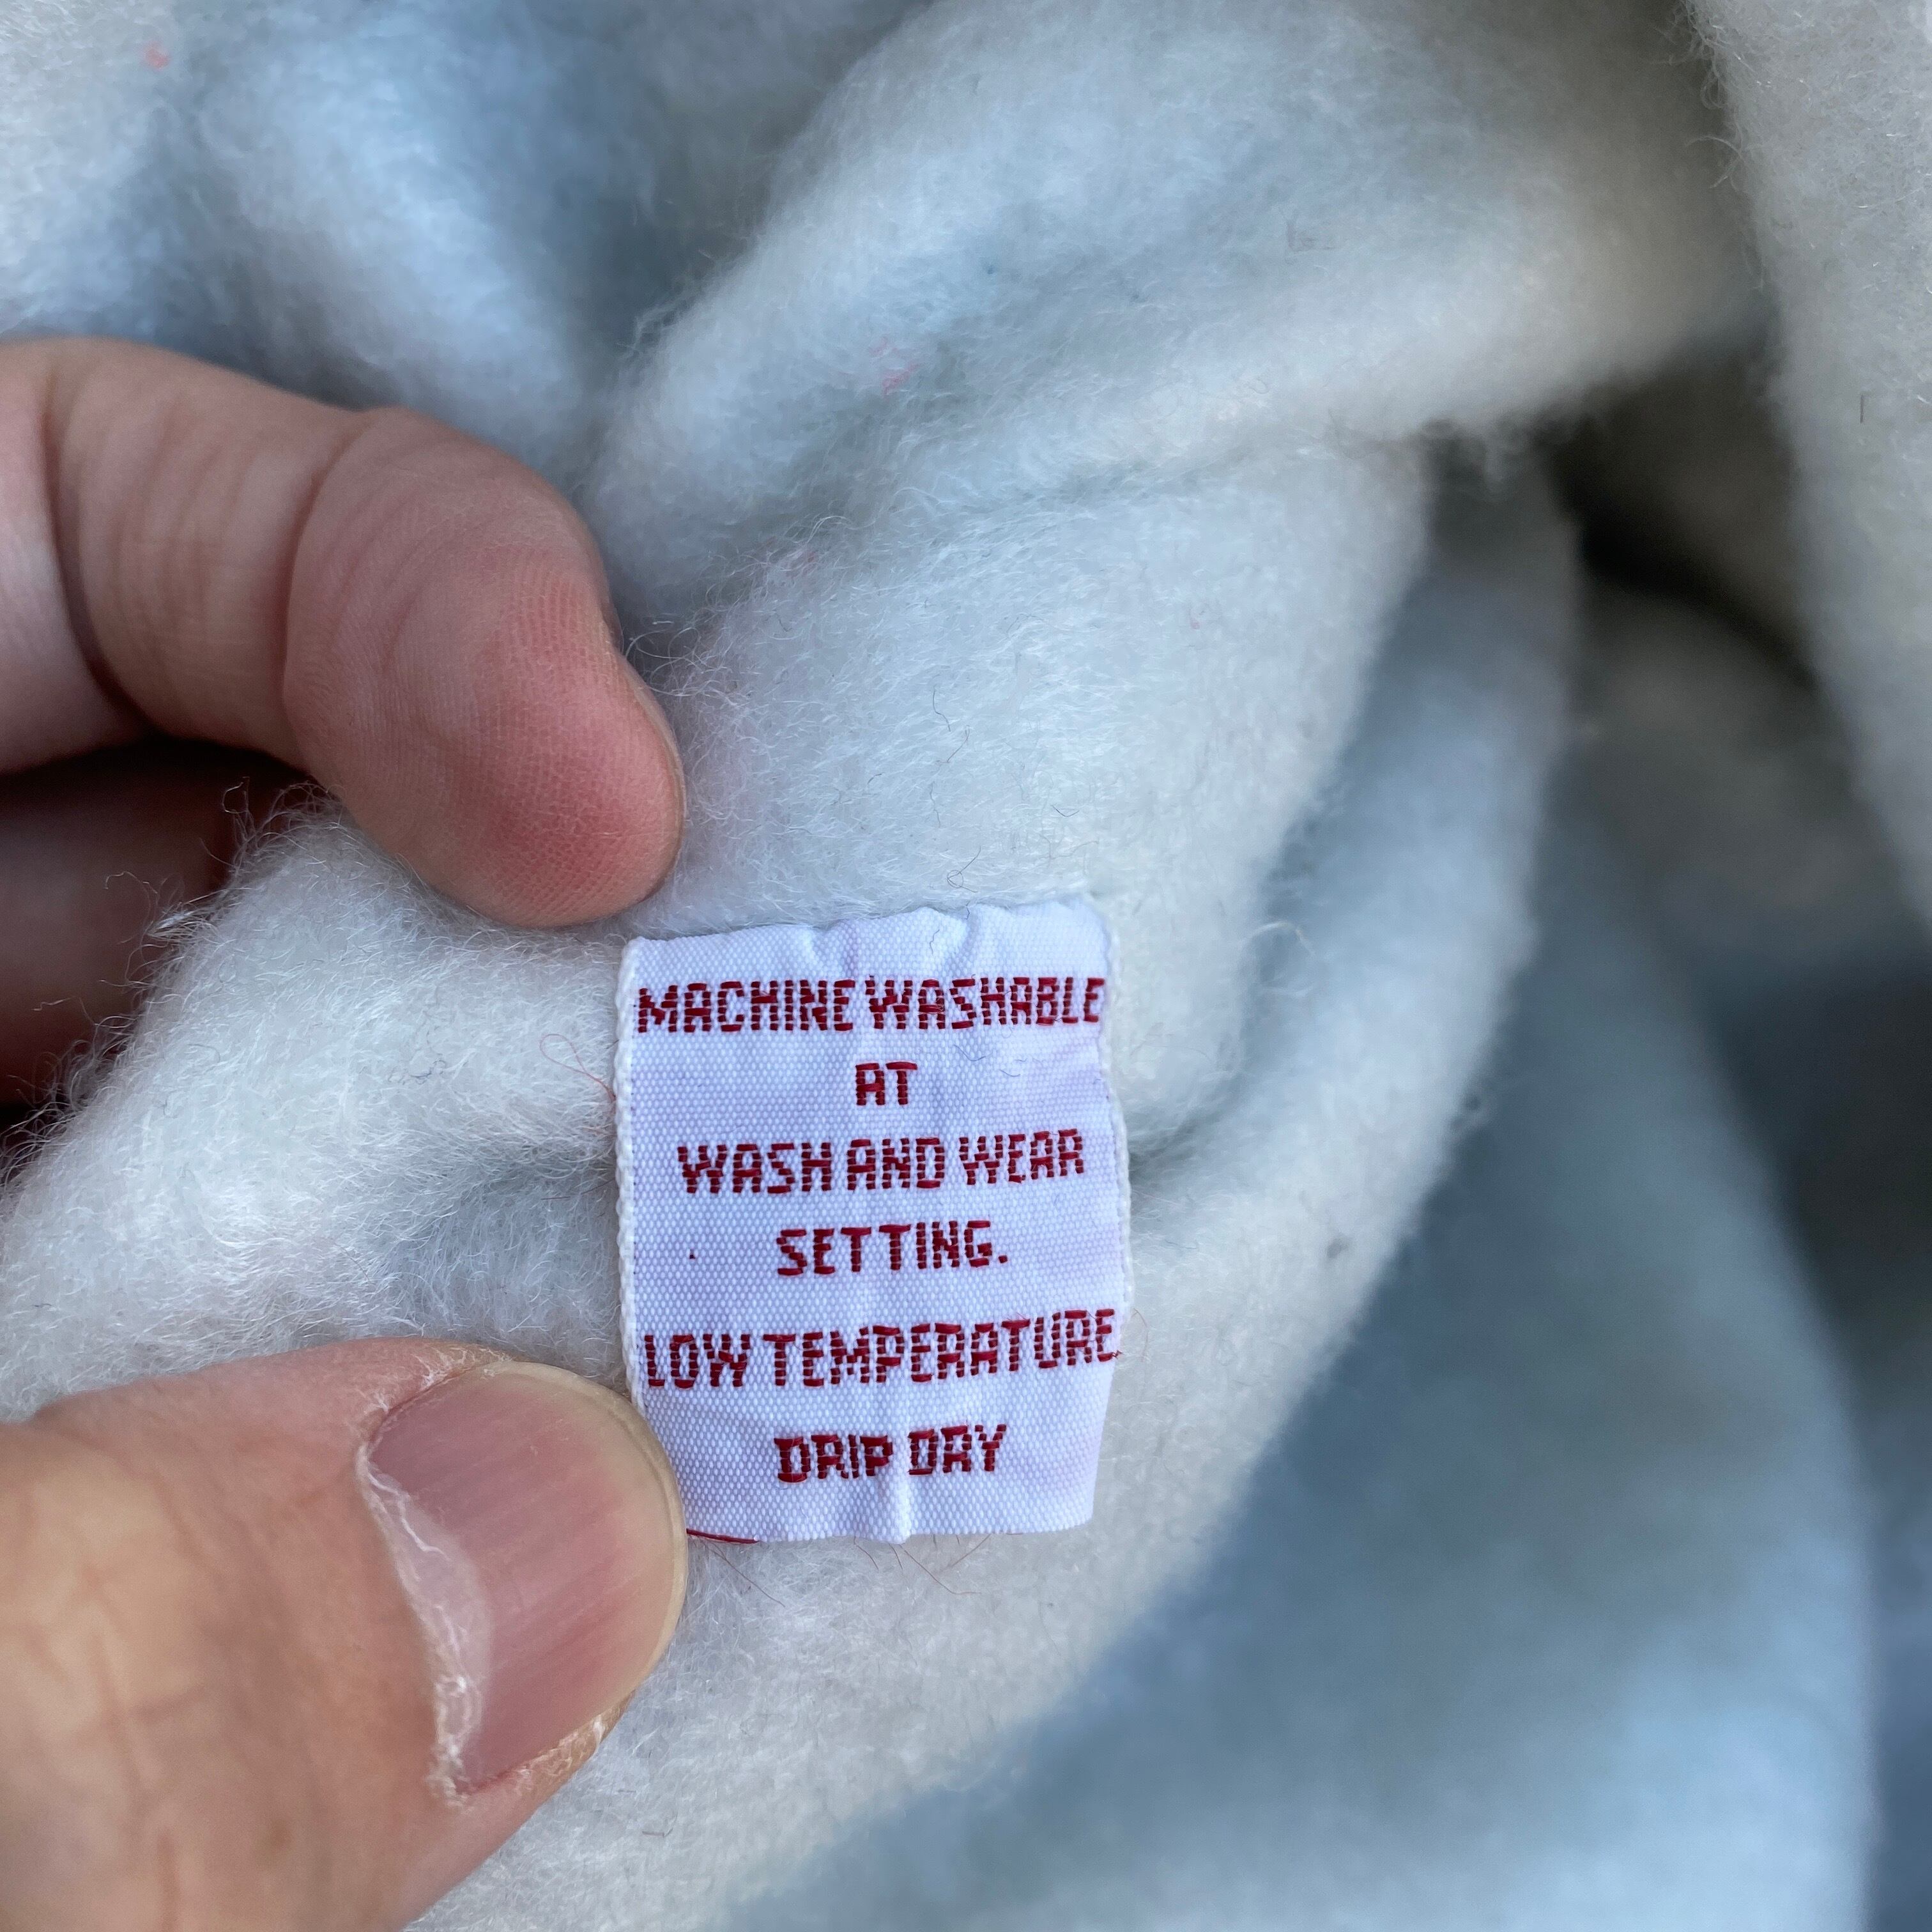 MACHINE WASHABLE
AT
WASH AND WEAR
SETTING.
LOW TEMPERATURE
DRIP DRY